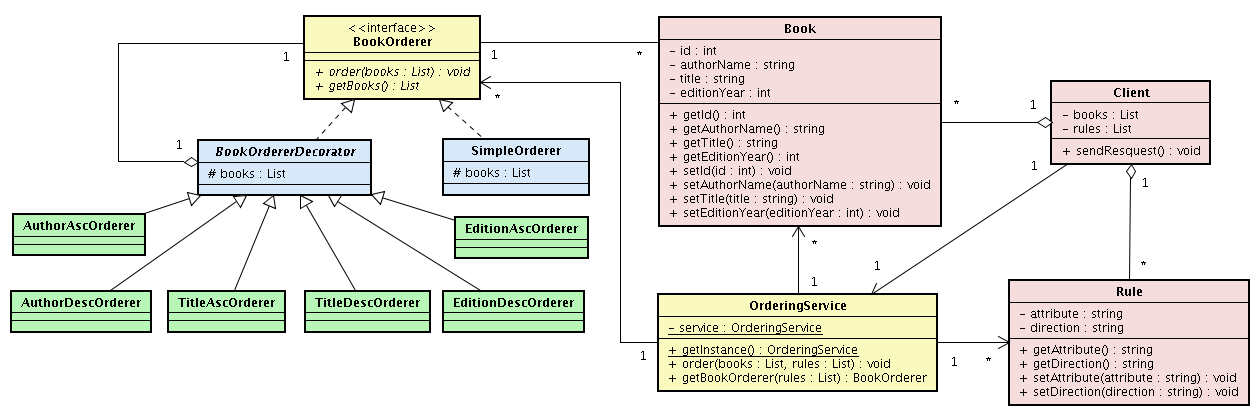 <<interface>>
BookOrderer
+ order(books : List) : void
+ getBooks() : List
1
1
*
*
1
BookOrdererDecorator
# books : List
SimpleOrderer
# books : List
AuthorAscOrderer
EditionAscOrderer
AuthorDescOrderer
TitleAscOrderer
TitleDescOrderer
EditionDescOrderer
Book
- id : int
- authorName : string
- title : string
- editionYear : int
+ getId() : int
+ getAuthorName() : string
+ getTitle() : string
+ getEditionYear() : int
+ setId(id : int) : void
+ setAuthorName(authorName : string) : void
+ setTitle(title : string) : void
+ setEditionYear(editionYear : int) : void
*
1
Client
- books : List
- rules : List
+ sendResquest() : void
1
1
*
1
1
*
OrderingService
- service : OrderingService
+ getInstance() : OrderingService
+ order(books : List, rules : List) : void
+ getBookOrderer(rules : List) : BookOrderer
1
1
*
Rule
- attribute : string
- direction : string
+ getAttribute() : string
+ getDirection() : string
+ setAttribute(attribute : string) : void
+ setDirection(direction : string) : void